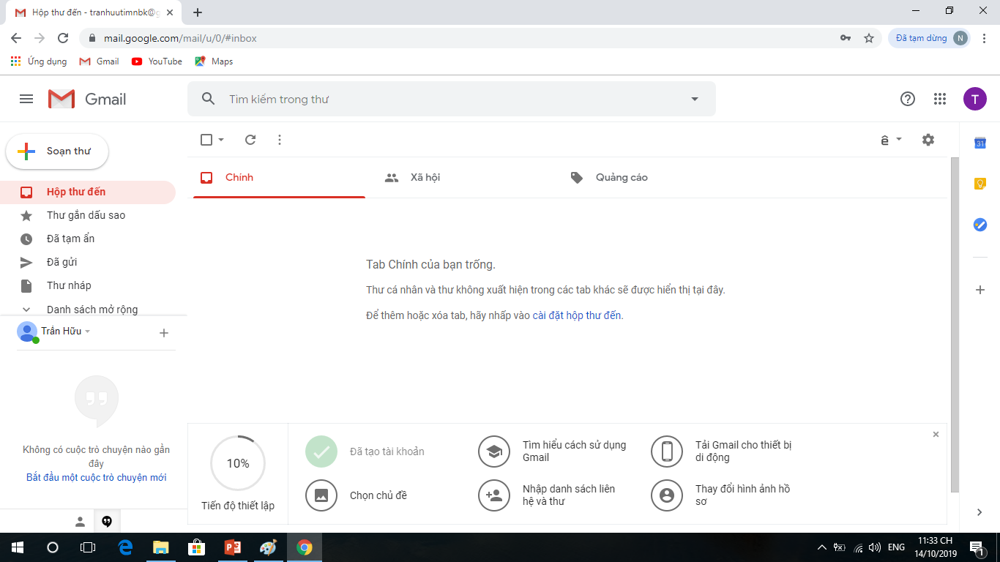 Hộp thư đến - tranhuutimnbk@g
mail.google.com/mail/u/0/#inbox
Đã tạm dừng
N
Ứng dụng
Gmail
YouTube
Maps
Gmail
Tìm kiếm trong thư
T
Soạn thư
ê
31
Chính
Xã hội
Quảng cáo
Hộp thư đến
Thư gắn dấu sao
Đã tạm ẩn
Đã gửi
Thư nháp
Danh sách mở rộng
Trần Hữu
Tab Chính của bạn trống.
Thư cá nhân và thư không xuất hiện trong các tab khác sẽ được hiển thị tại đây.
Để thêm hoặc xóa tab, hãy nhấp vào cài đặt hộp thư đến.
Không có cuộc trò chuyện nào gần
đây
Bắt đầu một cuộc trò chuyện mới
10%
Tiến độ thiết lập
Đã tạo tài khoản
Tìm hiểu cách sử dụng
Gmail
Tải Gmail cho thiết bị
di động
Chọn chủ đề
Nhập danh sách liên
hệ và thư
Thay đổi hình ảnh hồ
sơ
ENG
11:33 CH
14/10/2019
1